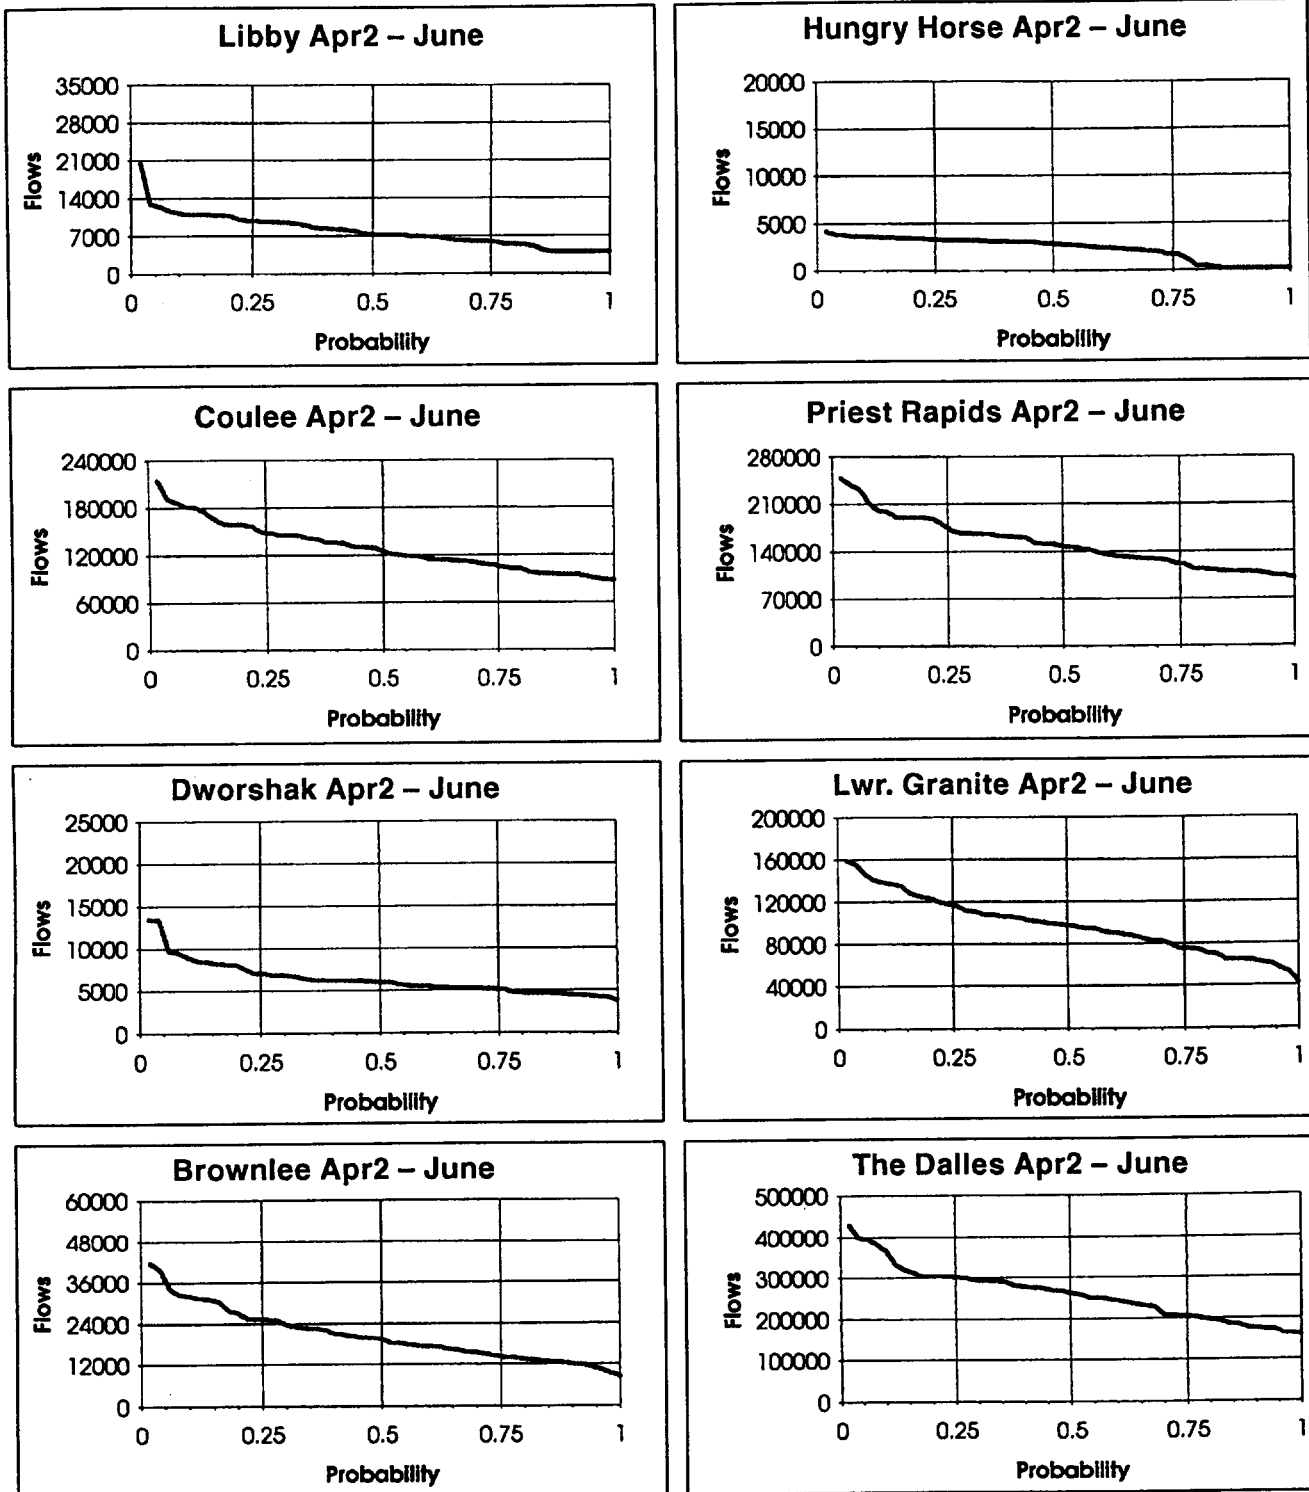 Libby Apr2 – June
35000
28000
21000
14000
7000
0
Flows
0 0.25 0.5 0.75 1
Probability
Hungry Horse Apr2 – June
20000
15000
10000
5000
0
Flows
0 0.25 0.5 0.75 1
Probability
Coulee Apr2 – June
240000
180000
120000
60000
0
Flows
0 0.25 0.5 0.75 1
Probability
Priest Rapids Apr2 – June
280000
210000
140000
70000
0
Flows
0 0.25 0.5 0.75 1
Probability
Dworshak Apr2 – June
25000
20000
15000
10000
5000
0
Flows
0 0.25 0.5 0.75 1
Probability
Lwr. Granite Apr2 – June
200000
160000
120000
80000
40000
0
Flows
0 0.25 0.5 0.75 1
Probability
Brownlee Apr2 – June
60000
48000
36000
24000
12000
0
Flows
0 0.25 0.5 0.75 1
Probability
The Dalles Apr2 – June
500000
400000
300000
200000
100000
0
Flows
0 0.25 0.5 0.75 1
Probability